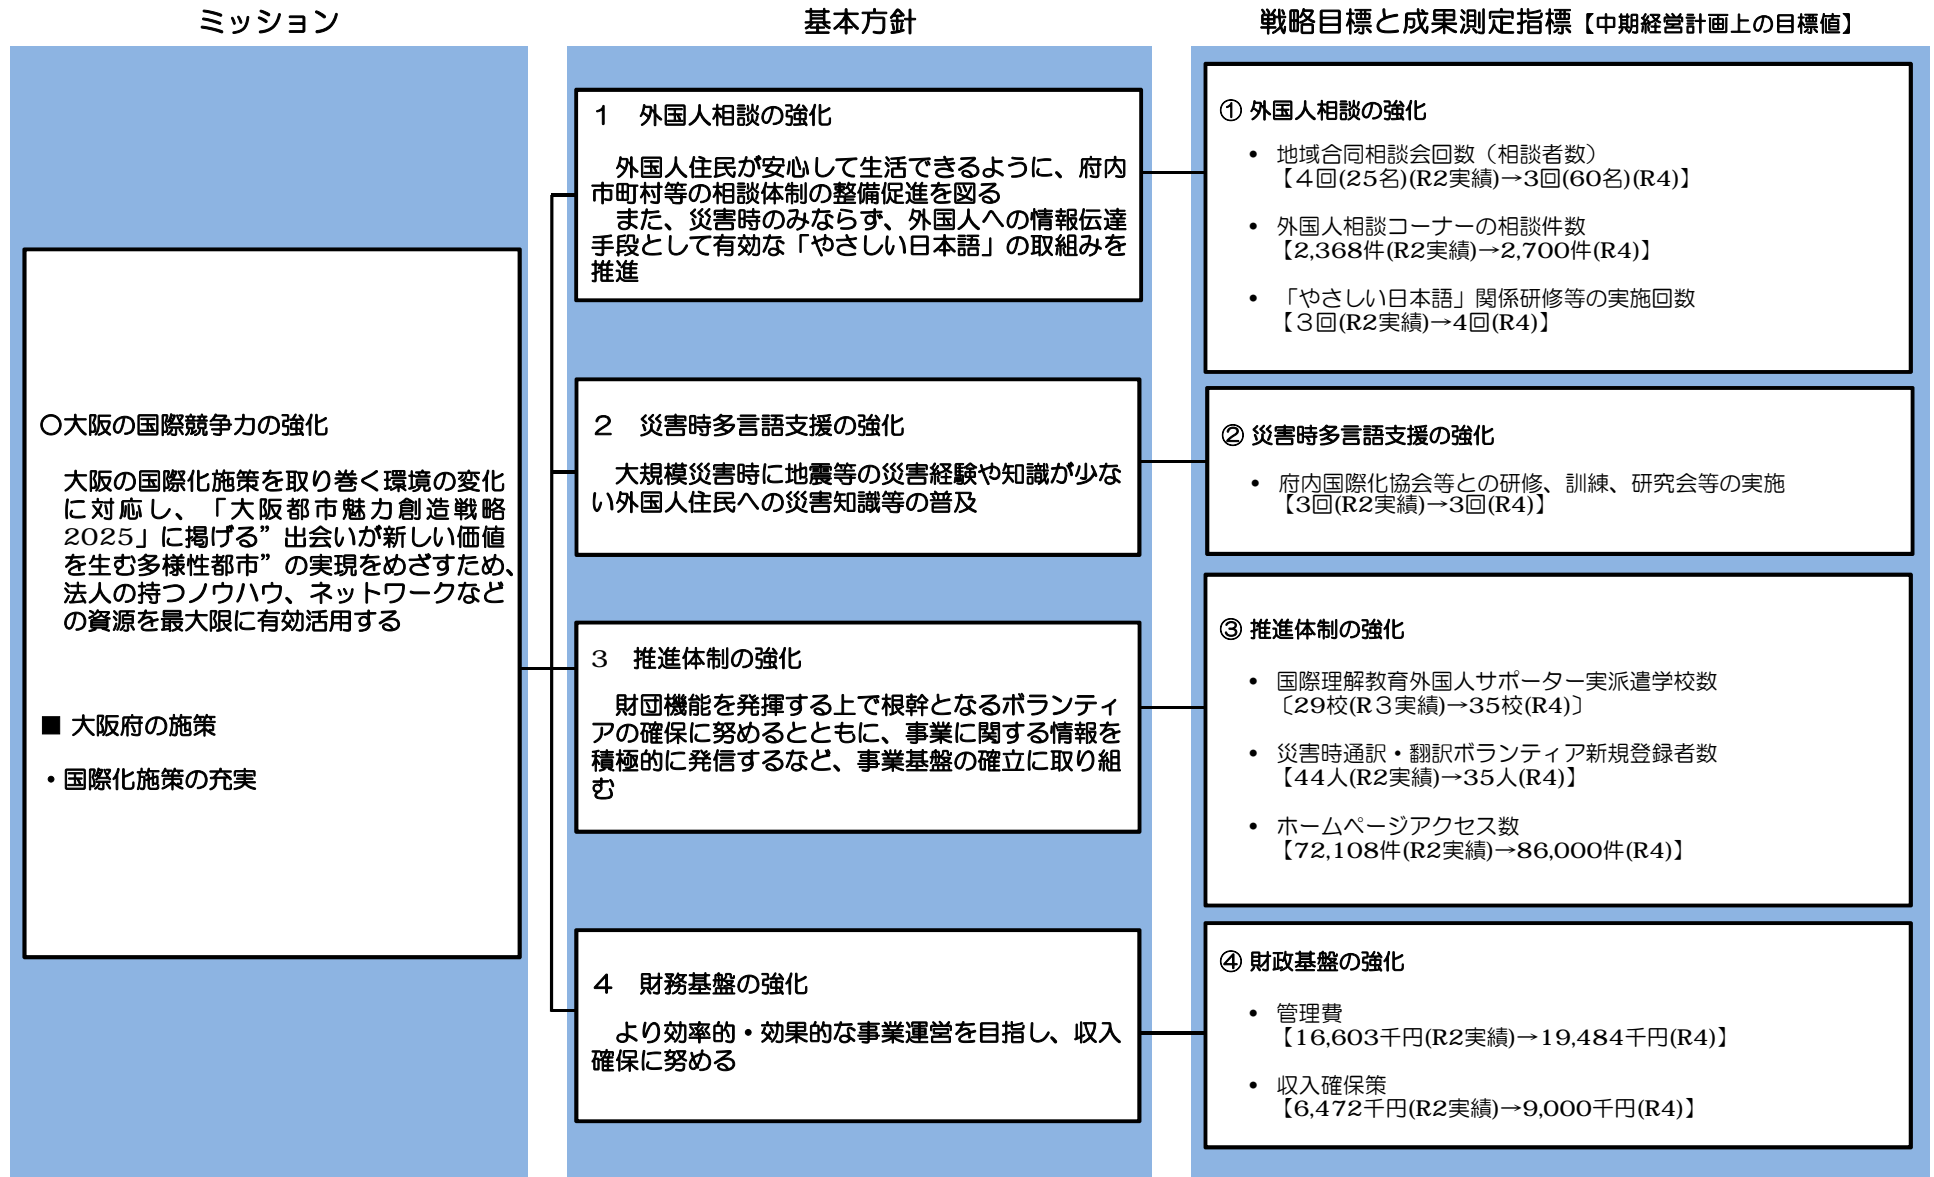 ミッション
○大阪の国際競争力の強化
大阪の国際化施策を取り巻く環境の変化
に対応し、「大阪都市魅力創造戦略
2025」に掲げる”出会いが新しい価値
を生む多様性都市”の実現をめざすため、
法人の持つノウハウ、ネットワークなど
の資源を最大限に有効活用する
■ 大阪府の施策
・国際化施策の充実
基本方針
１　外国人相談の強化
外国人住民が安心して生活できるように、府内
市町村等の相談体制の整備促進を図る
また、災害時のみならず、外国人への情報伝達
手段として有効な「やさしい日本語」の取組みを
推進
２　災害時多言語支援の強化
大規模災害時に地震等の災害経験や知識が少な
い外国人住民への災害知識等の普及
３　推進体制の強化
財団機能を発揮する上で根幹となるボランティ
アの確保に努めるとともに、事業に関する情報を
積極的に発信するなど、事業基盤の確立に取り組
む
４　財務基盤の強化
より効率的・効果的な事業運営を目指し、収入
確保に努める
戦略目標と成果測定指標【中期経営計画上の目標値】
① 外国人相談の強化
• 地域合同相談会回数（相談者数）
【４回(25名)(R2実績)→3回(60名)(R4)】
• 外国人相談コーナーの相談件数
【2,368件(R2実績)→2,700件(R4)】
• 「やさしい日本語」関係研修等の実施回数
【３回(R2実績)→4回(R4)】
② 災害時多言語支援の強化
• 府内国際化協会等との研修、訓練、研究会等の実施
【3回(R2実績)→3回(R4)】
③ 推進体制の強化
• 国際理解教育外国人サポーター実派遣学校数
〔29校(R３実績)→35校(R4)〕
• 災害時通訳・翻訳ボランティア新規登録者数
【44人(R2実績)→35人(R4)】
• ホームページアクセス数
【72,108件(R2実績)→86,000件(R4)】
④ 財政基盤の強化
• 管理費
【16,603千円(R2実績)→19,484千円(R4)】
• 収入確保策
【6,472千円(R2実績)→9,000千円(R4)】